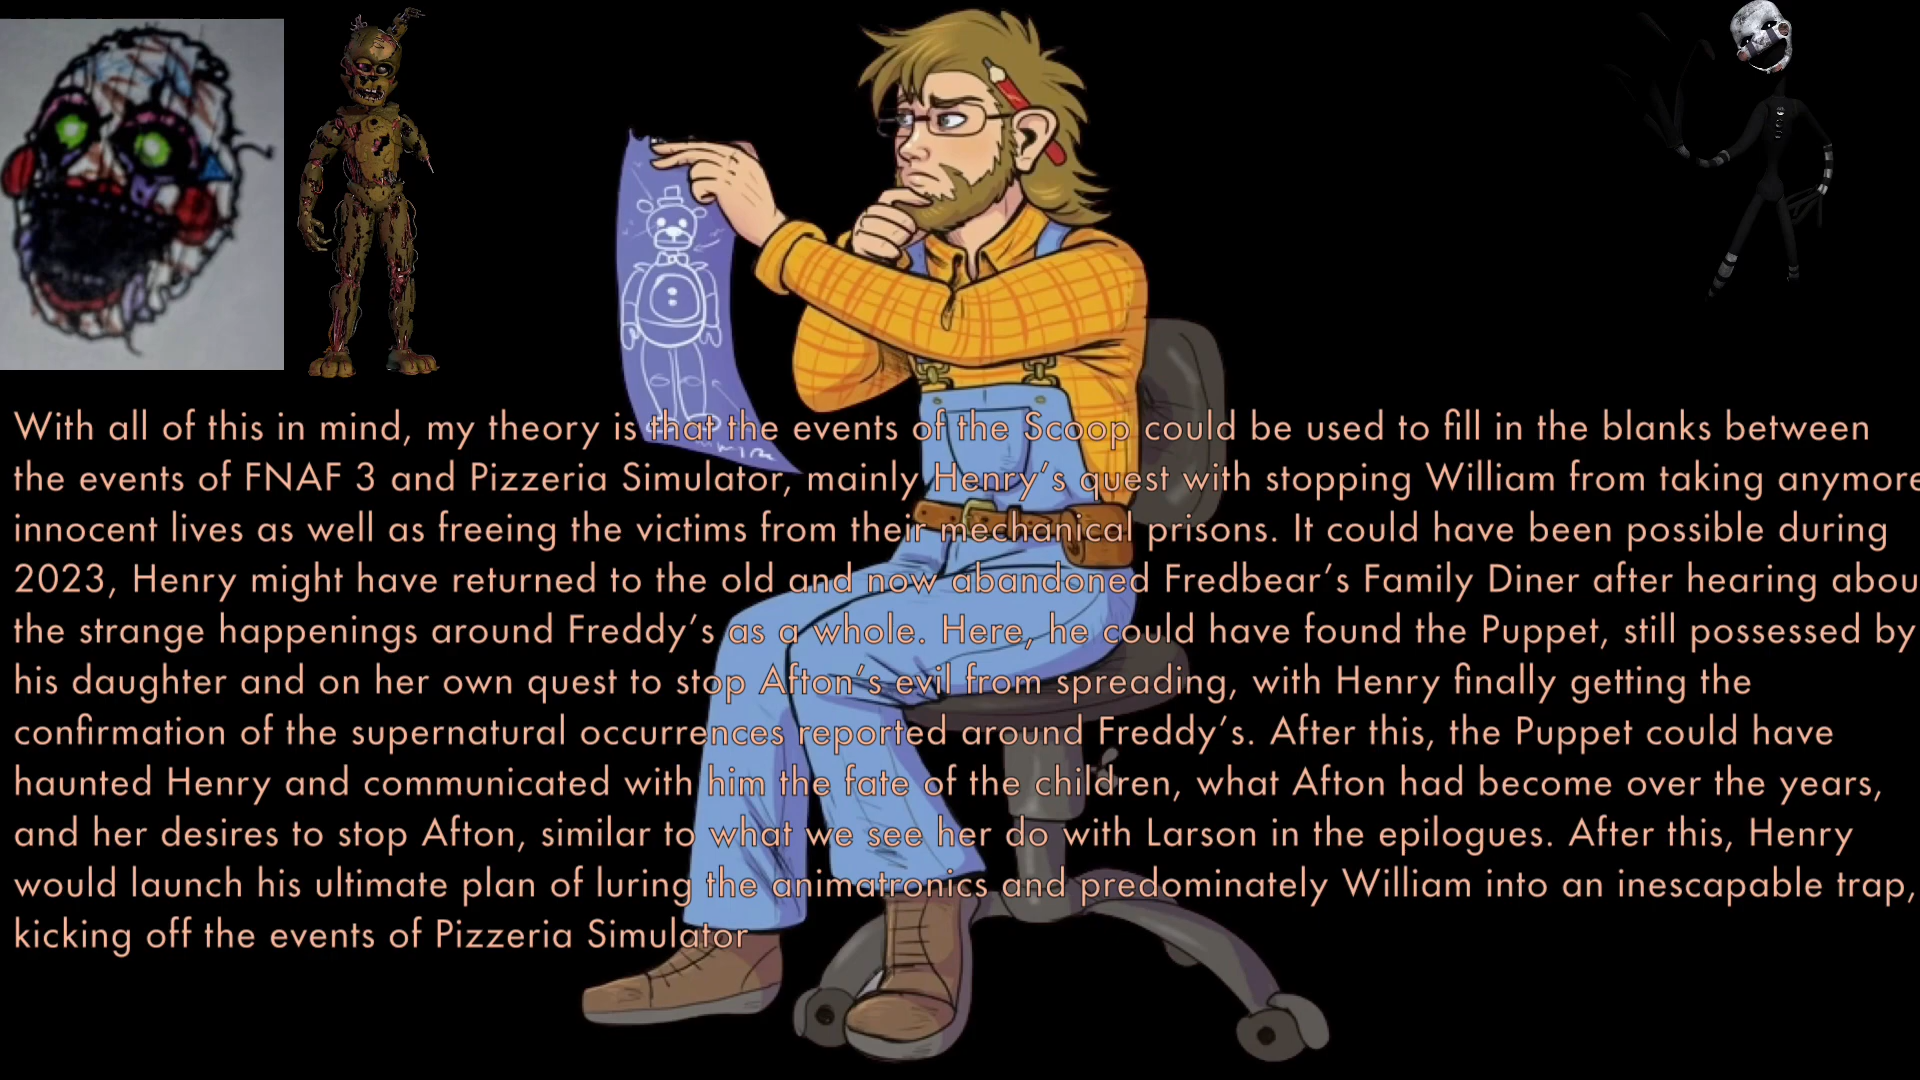 With all of this in mind, my theory is that the events of the Scoop could be used to fill in the blanks between
the events of FNAF 3 and Pizzeria Simulator, mainly Henry's quest with stopping William from taking anymore
innocent lives as well as freeing the victims from their mechanical prisons. It could have been possible during
2023, Henry might have returned to the old and now abandoned Fredbear's Family Diner after hearing abou
the strange happenings around Freddy's as a whole. Here, he could have found the Puppet, still possessed by
his daughter and on her own quest to stop Afton's evil from spreading, with Henry finally getting the
confirmation of the supernatural occurrences reported around Freddy's. After this, the Puppet could have
haunted Henry and communicated with him the fate of the children, what Afton had become over the years,
and her desires to stop Afton, similar to what we see her do with Larson in the epilogues. After this, Henry
would launch his ultimate plan of luring the animatronics and predominately William into an inescapable trap,
kicking off the events of Pizzeria Simulator